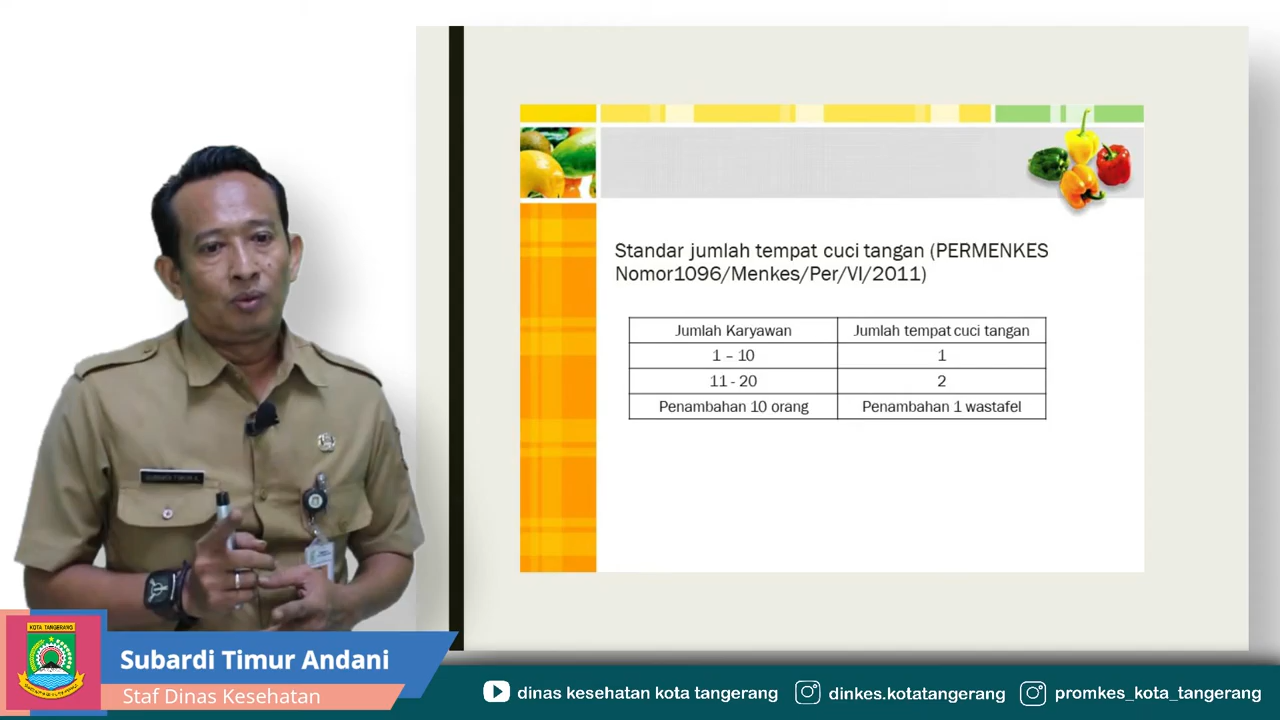 Standar jumlah tempat cuci tangan (PERMENKES
Nomor1096/Menkes/Per/VI/2011)
Jumlah Karyawan Jumlah tempat cuci tangan
1 – 10 1
11 - 20 2
Penambahan 10 orang Penambahan 1 wastafel
KOTA TANGERANG
Subardi Timur Andani
Staf Dinas Kesehatan
dinas kesehatan kota tangerang dinkes.kotatangerang promkes_kota_tangerang